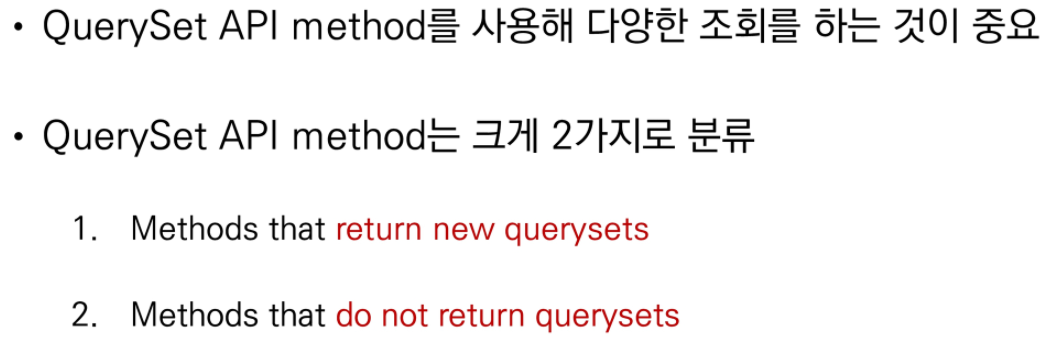 • QuerySet API method를 사용해 다양한 조회를 하는 것이 중요
• QuerySet API method는 크게 2가지로 분류
1. Methods that return new querysets
2. Methods that do not return querysets